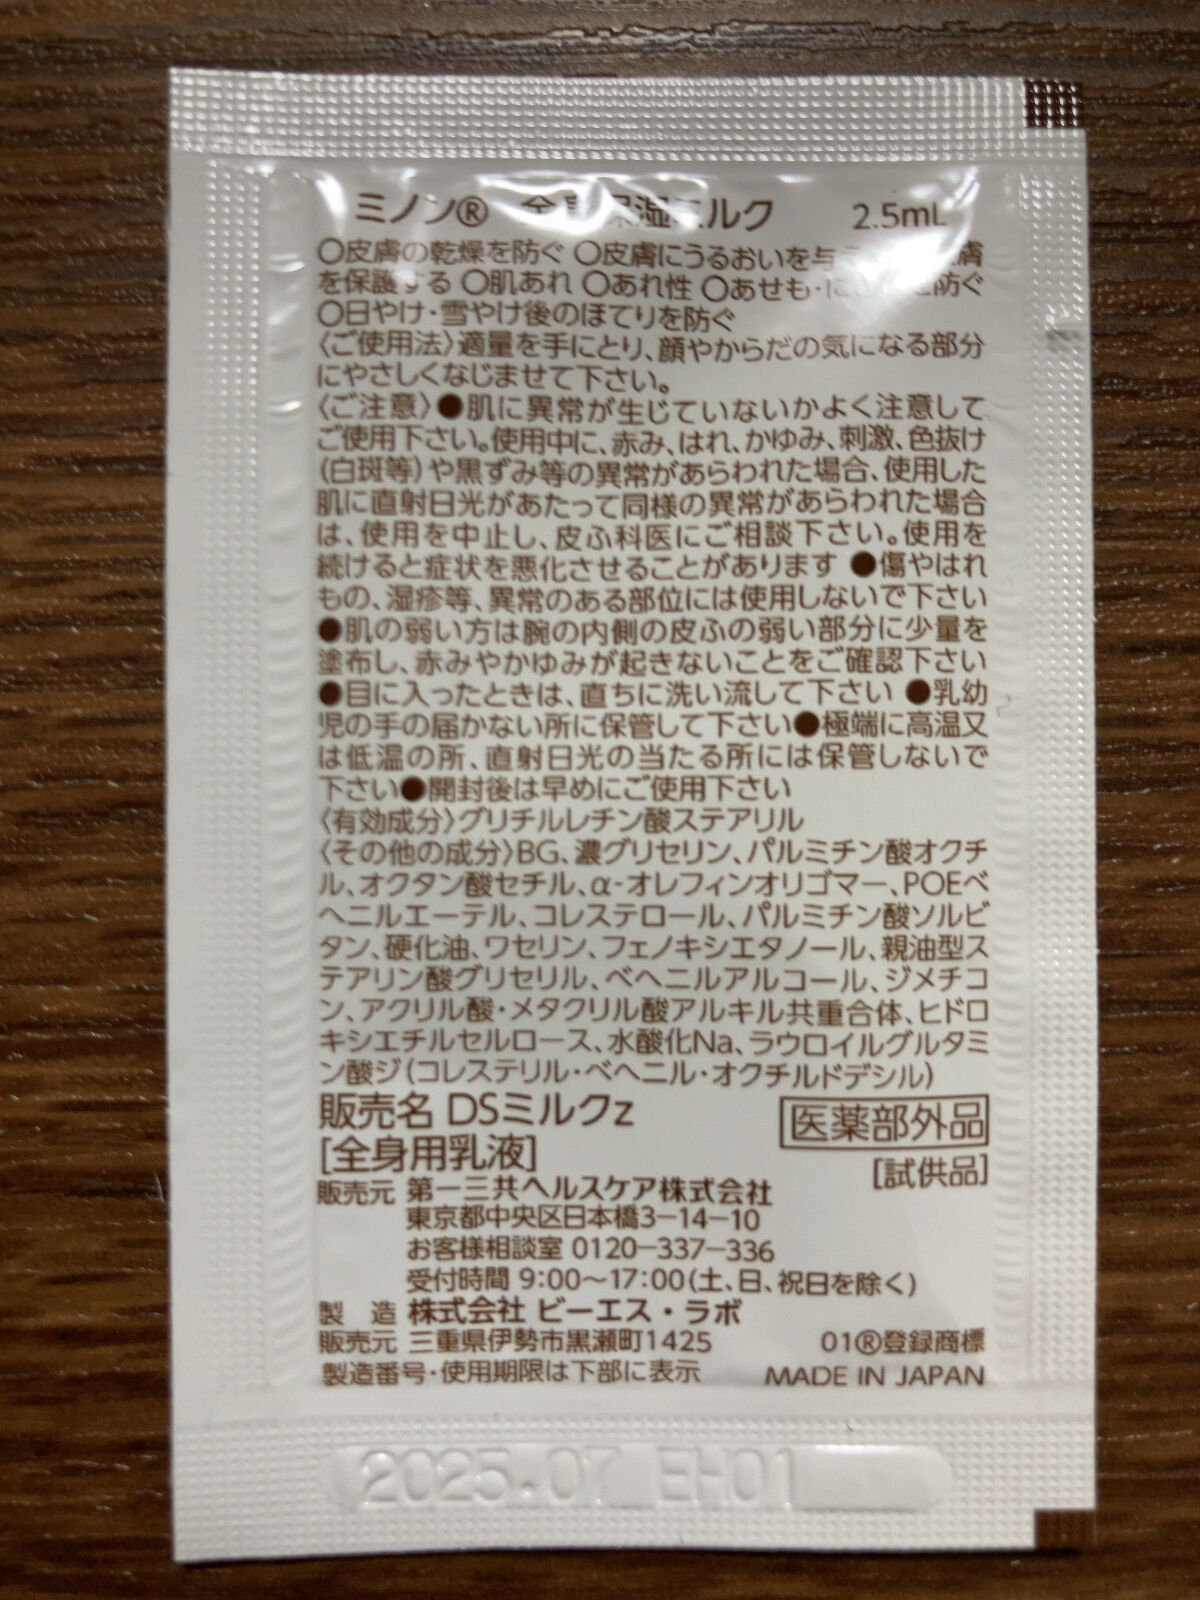 ミノン® 全身保湿ミルク 2.5mL
〇皮膚の乾燥を防ぐ 〇皮膚にうるおいを与 膚
を保護する 〇肌あれ 〇あれ性 〇あせも・に を防ぐ
〇日やけ・雪やけ後のほてりを防ぐ
〈ご使用法〉適量を手にとり、顔やからだの気になる部分
にやさしくなじませて下さい。
〈ご注意〉●肌に異常が生じていないかよく注意して
ご使用下さい。使用中に、赤み、はれ、かゆみ、刺激、色抜け
(白斑等)や黒ずみ等の異常があらわれた場合、使用した
肌に直射日光があたって同様の異常があらわれた場合
は、使用を中止し、皮ふ科医にご相談下さい。使用を
続けると症状を悪化させることがあります ●傷やはれ
もの、湿疹等、異常のある部位には使用しないで下さい
●肌の弱い方は腕の内側の皮ふの弱い部分に少量を
塗布し、赤みやかゆみが起きないことをご確認下さい
●目に入ったときは、直ちに洗い流して下さい ●乳幼
児の手の届かない所に保管して下さい●極端に高温又
は低温の所、直射日光の当たる所には保管しないで
下さい●開封後は早めにご使用下さい
〈有効成分〉グリチルレチン酸ステアリル
〈その他の成分〉BG、濃グリセリン、パルミチン酸オクチ
ル、オクタン酸セチル、α-オレフィンオリゴマー、POEベ
ヘニルエーテル、コレステロール、パルミチン酸ソルビ
タン、硬化油、ワセリン、フェノキシエタノール、親油型ス
テアリン酸グリセリル、ベヘニルアルコール、ジメチコ
ン、アクリル酸・メタクリル酸アルキル共重合体、ヒドロ
キシエチルセルロース、水酸化Na、ラウロイルグルタミ
ン酸ジ(コレステリル・ベヘニル・オクチルドデシル)
販売名 DSミルクz 医薬部外品
[全身用乳液] [試供品]
販売元 第一三共ヘルスケア株式会社
東京都中央区日本橋3−14−10
お客様相談室 0120−337−336
受付時間 9:00〜17:00(土、日、祝日を除く)
製造 株式会社 ビーエス・ラボ
販売元 三重県伊勢市黒瀬町1425 01®登録商標
製造番号・使用期限は下部に表示 MADE IN JAPAN
2025.07 EH01